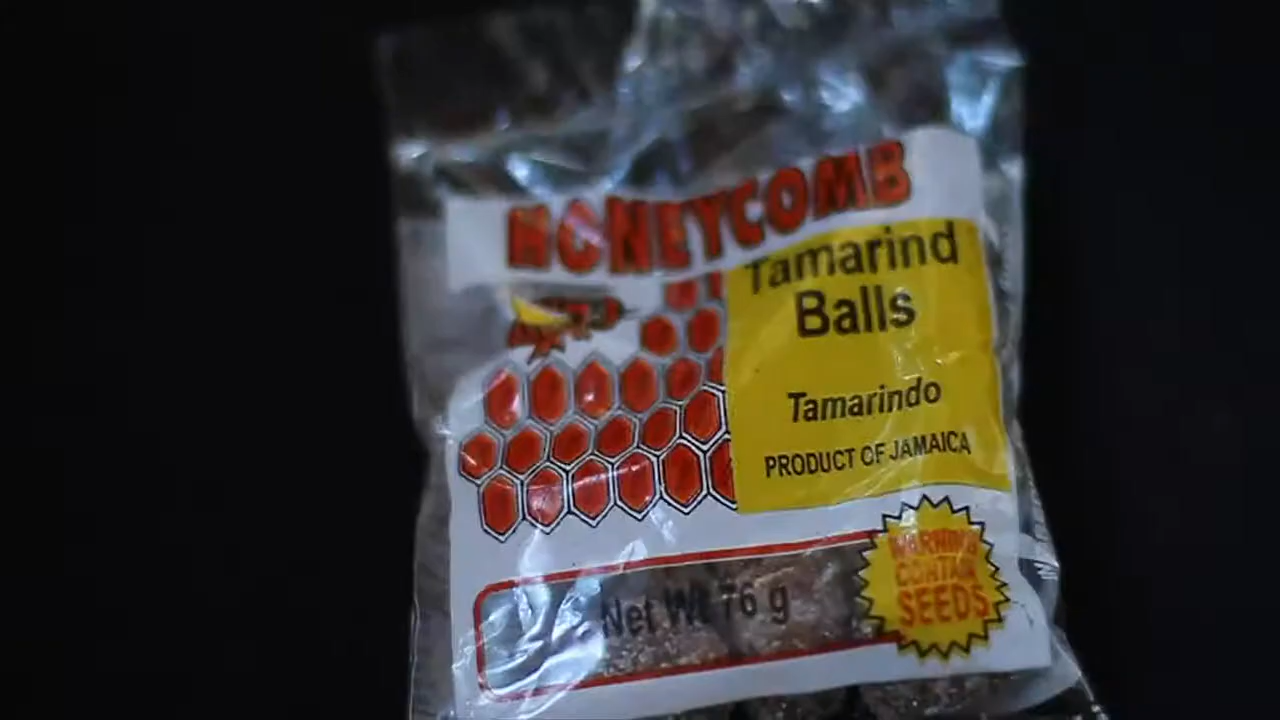 HONEYCOMB
Tamarind
Balls
Tamarindo
PRODUCT OF JAMAICA
WARNING
CONTAIN
SEEDS
Net Wt 76 g